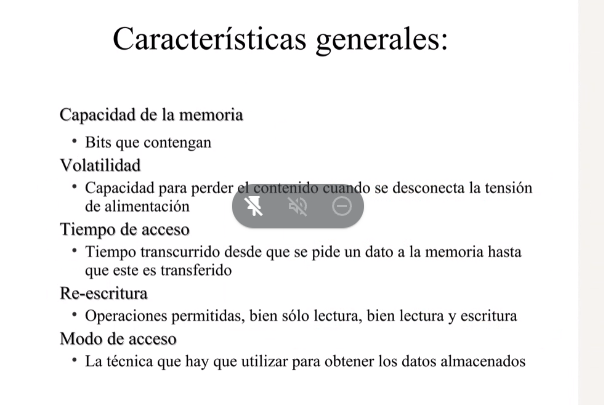 Características generales:
Capacidad de la memoria
• Bits que contengan
Volatilidad
• Capacidad para perder el contenido cuando se desconecta la tensión
de alimentación
Tiempo de acceso
• Tiempo transcurrido desde que se pide un dato a la memoria hasta
que este es transferido
Re-escritura
• Operaciones permitidas, bien sólo lectura, bien lectura y escritura
Modo de acceso
• La técnica que hay que utilizar para obtener los datos almacenados